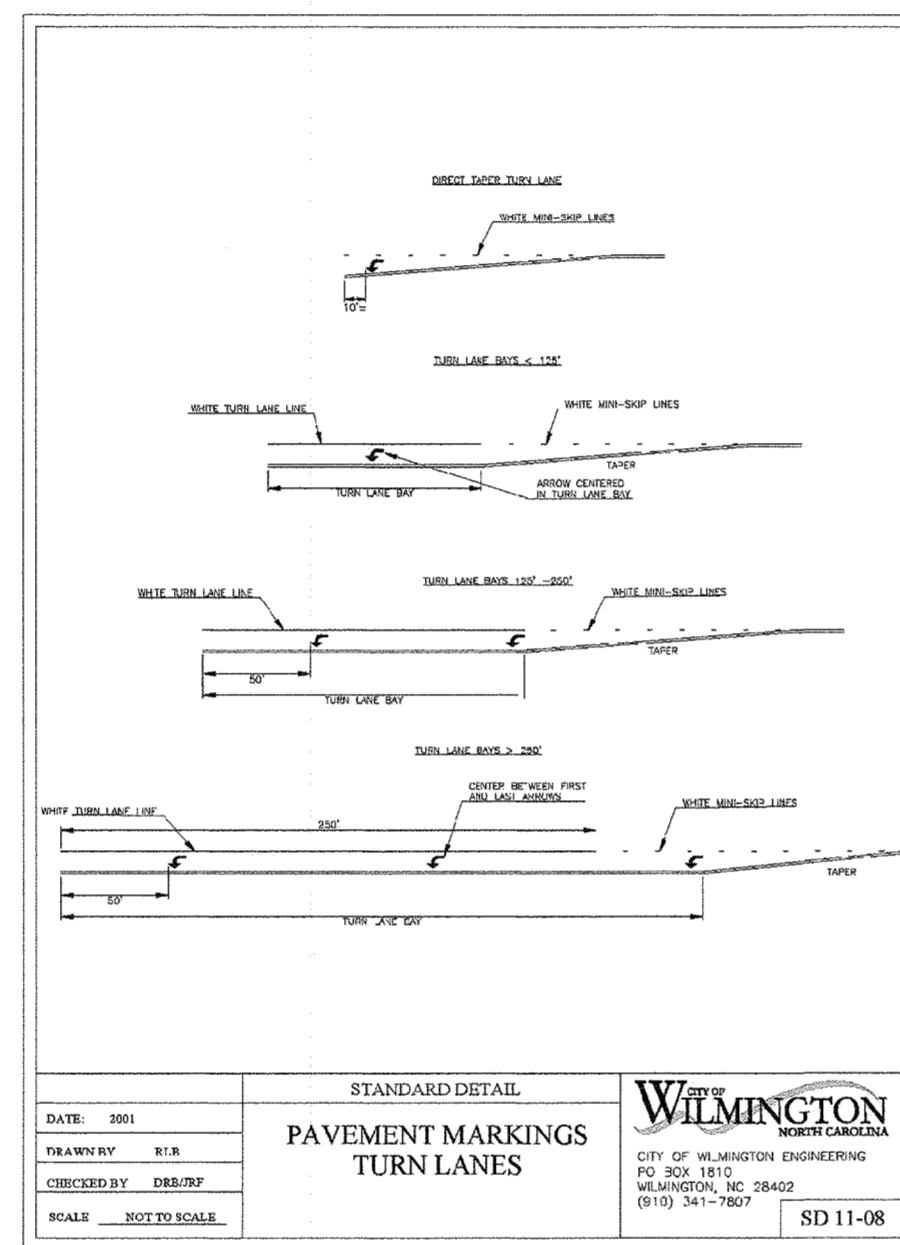 DIRECT TAPER TURN LANE
WHITE MINI-SKIP LINES
10'±
TURN LANE BAYS < 125'
WHITE TURN LANE LINE
WHITE MINI-SKIP LINES
TAPER
TURN LANE BAY
ARROW CENTERED
IN TURN LANE BAY
TURN LANE BAYS 125' -250'
WHITE TURN LANE LINE
WHITE MINI-SKIP LINES
TAPER
50'
TURN LANE BAY
TURN LANE BAYS > 250'
CENTER BETWEEN FIRST
AND LAST ARROWS
WHITE TURN LANE LINE
WHITE MINI-SKIP LINES
250'
TAPER
50'
TURN LANE BAY
STANDARD DETAIL
PAVEMENT MARKINGS
TURN LANES
DATE: 2001
DRAWN BY RLB
CHECKED BY DRB/JRF
SCALE NOT TO SCALE
CITY OF
WILMINGTON
NORTH CAROLINA
CITY OF WILMINGTON ENGINEERING
PO BOX 1810
WILMINGTON, NC 28402
(910) 341-7807
SD 11-08